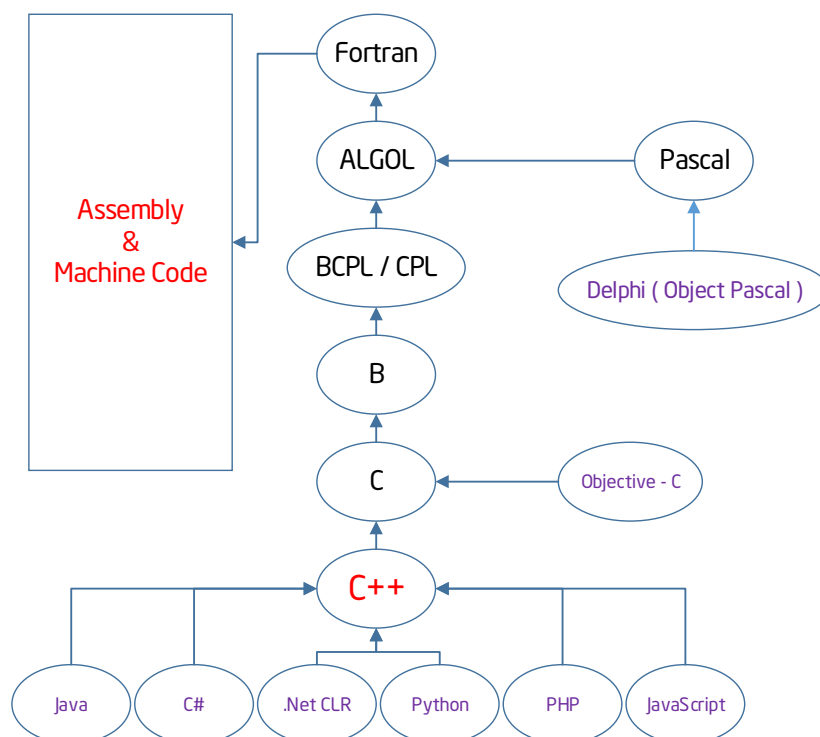 Fortran
ALGOL
Pascal
Assembly
&
Machine Code
BCPL / CPL
Delphi ( Object Pascal )
B
C
Objective - C
C++
Java
C#
.Net CLR
Python
PHP
JavaScript